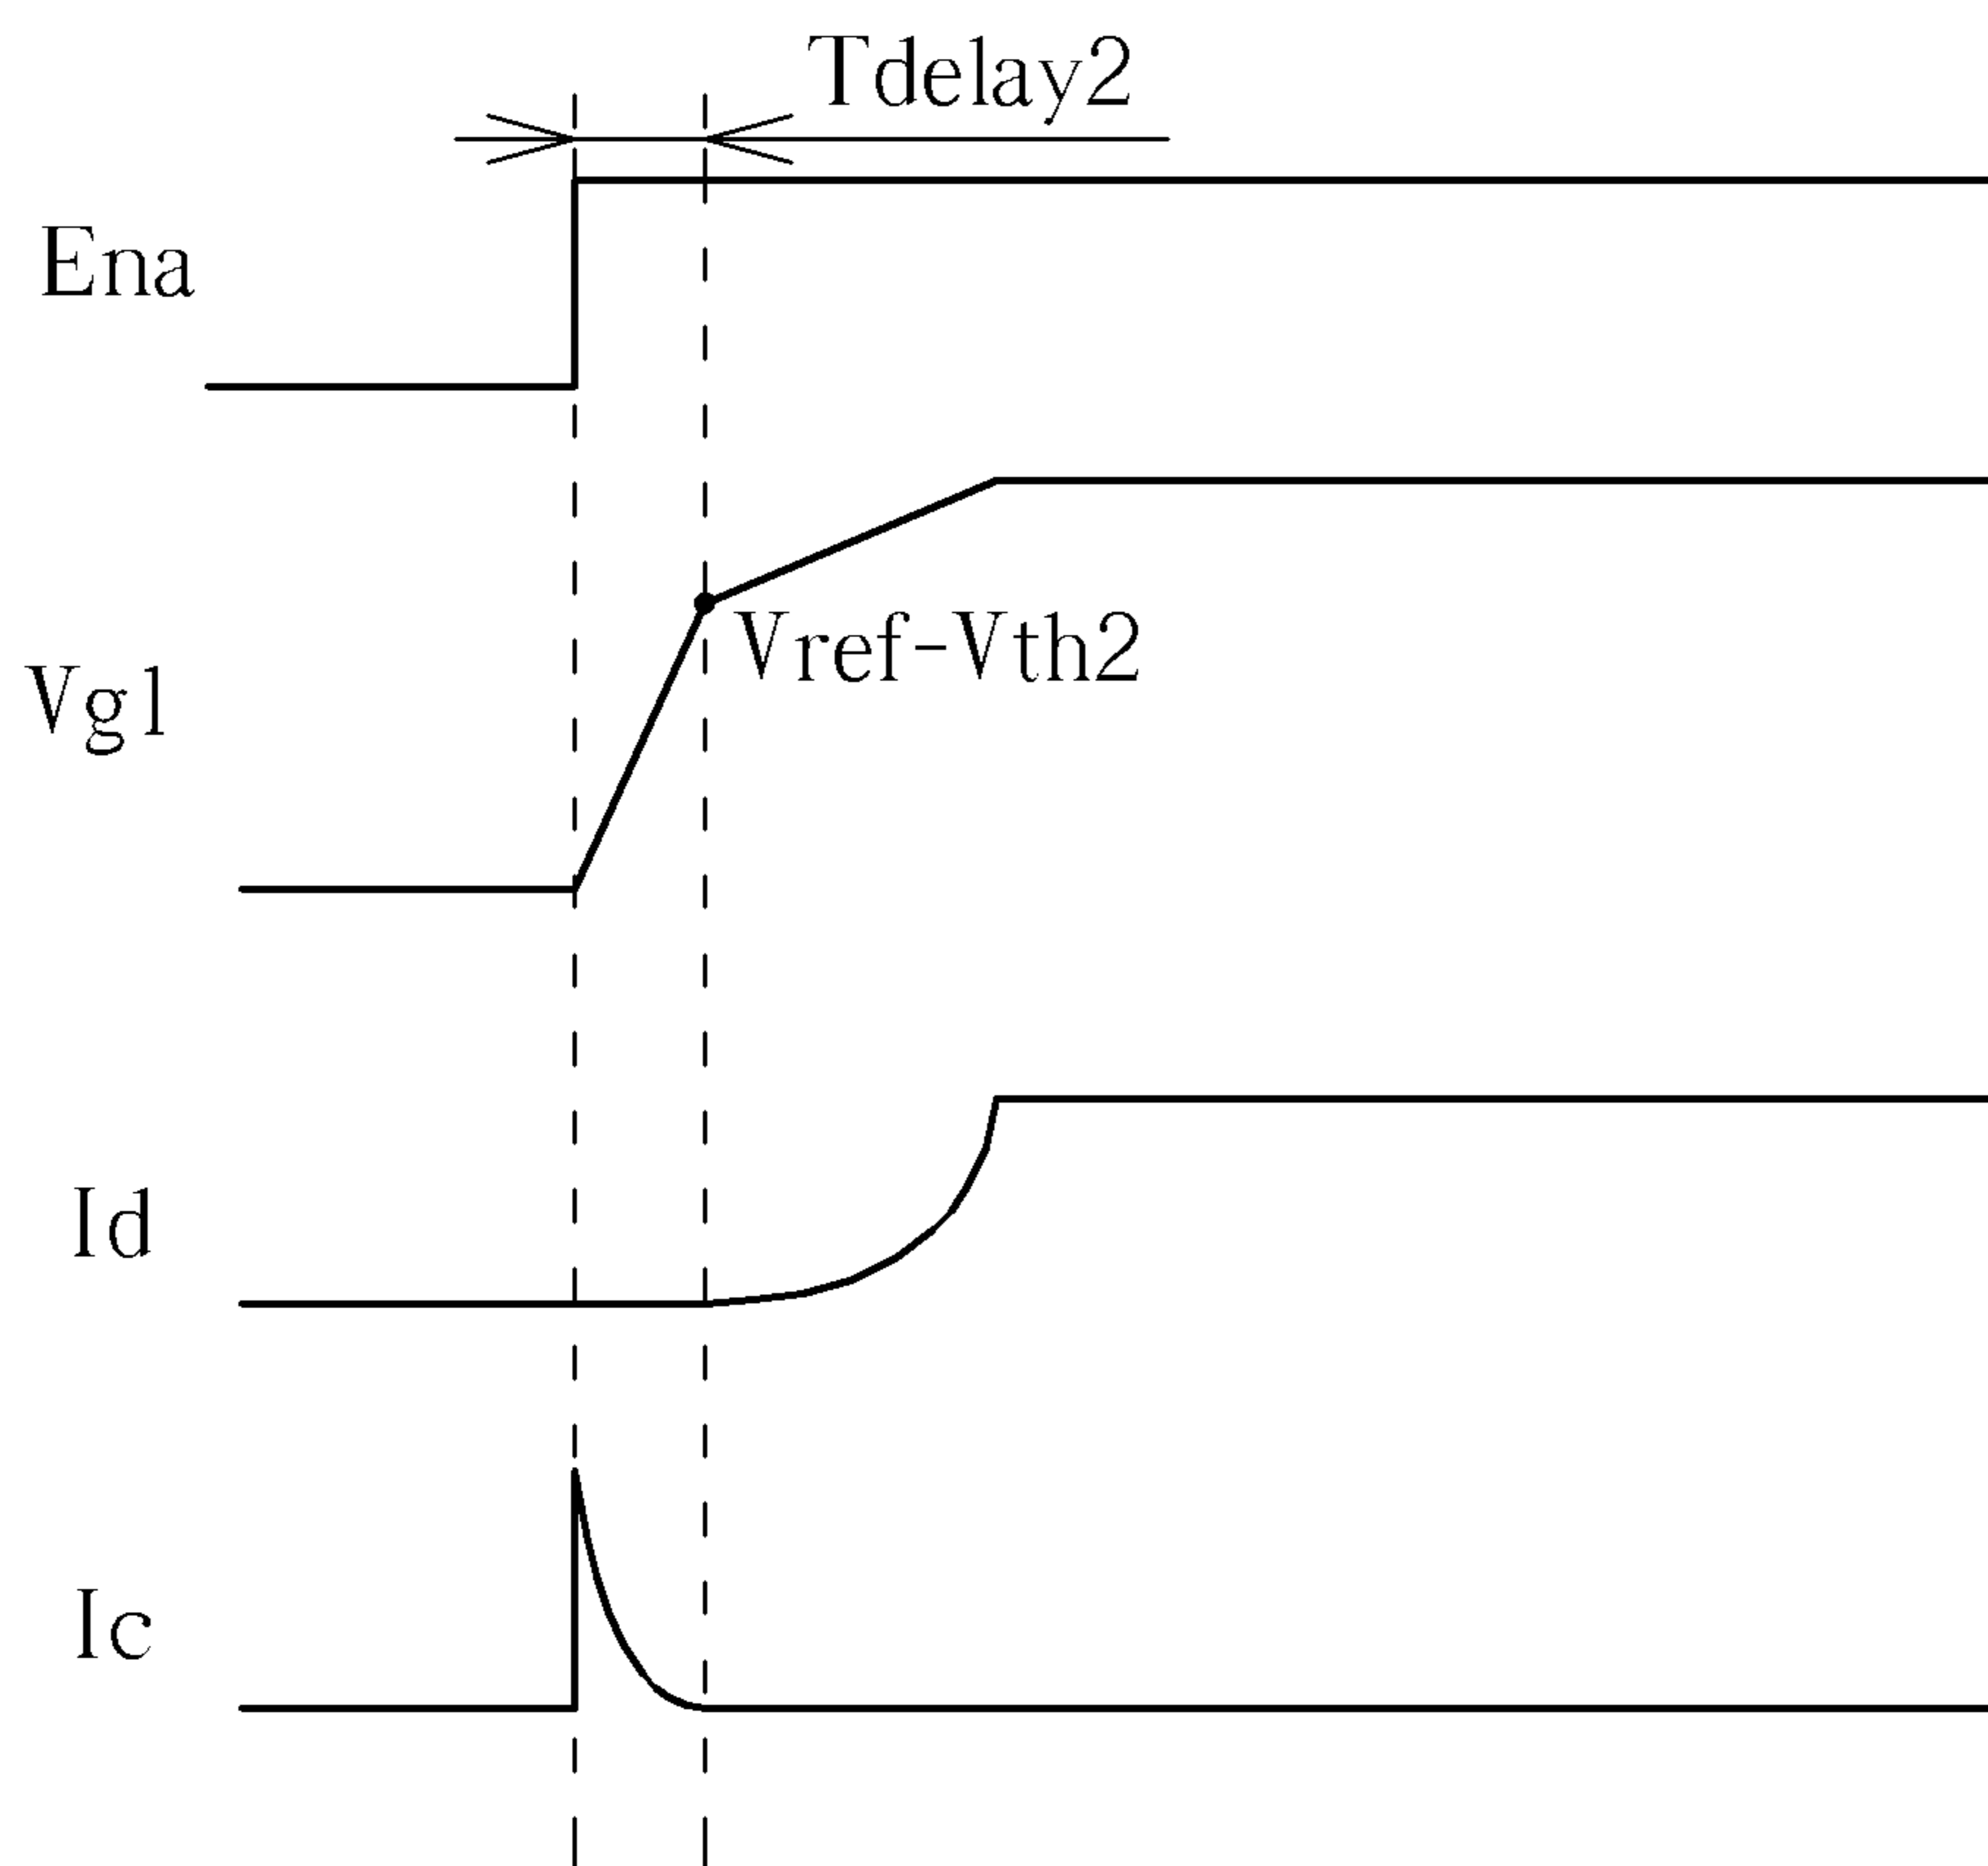 Tdelay2
Ena
Vref-Vth2
Vg1
Id
Ic